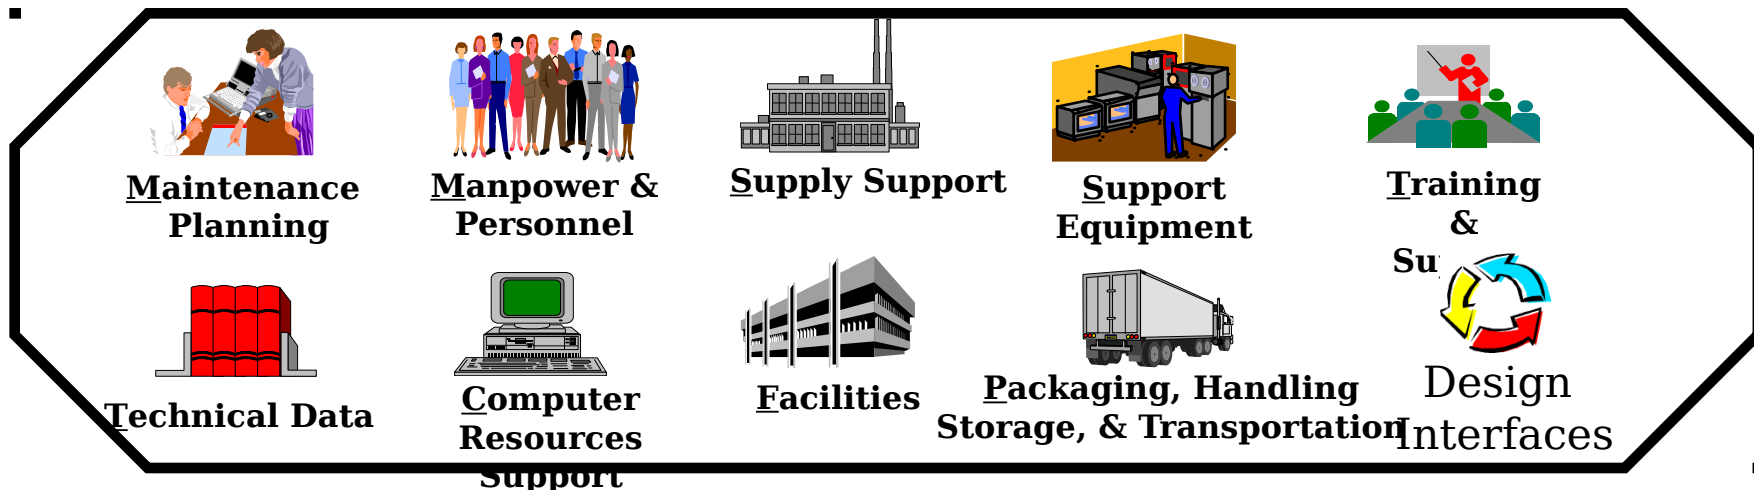 Maintenance
Planning
Manpower &
Personnel
Supply Support
Support
Equipment
Training
&
Technical Data
Computer
Resources
Support
Facilities
Packaging, Handling
Storage, & Transportation
Design
Interfaces